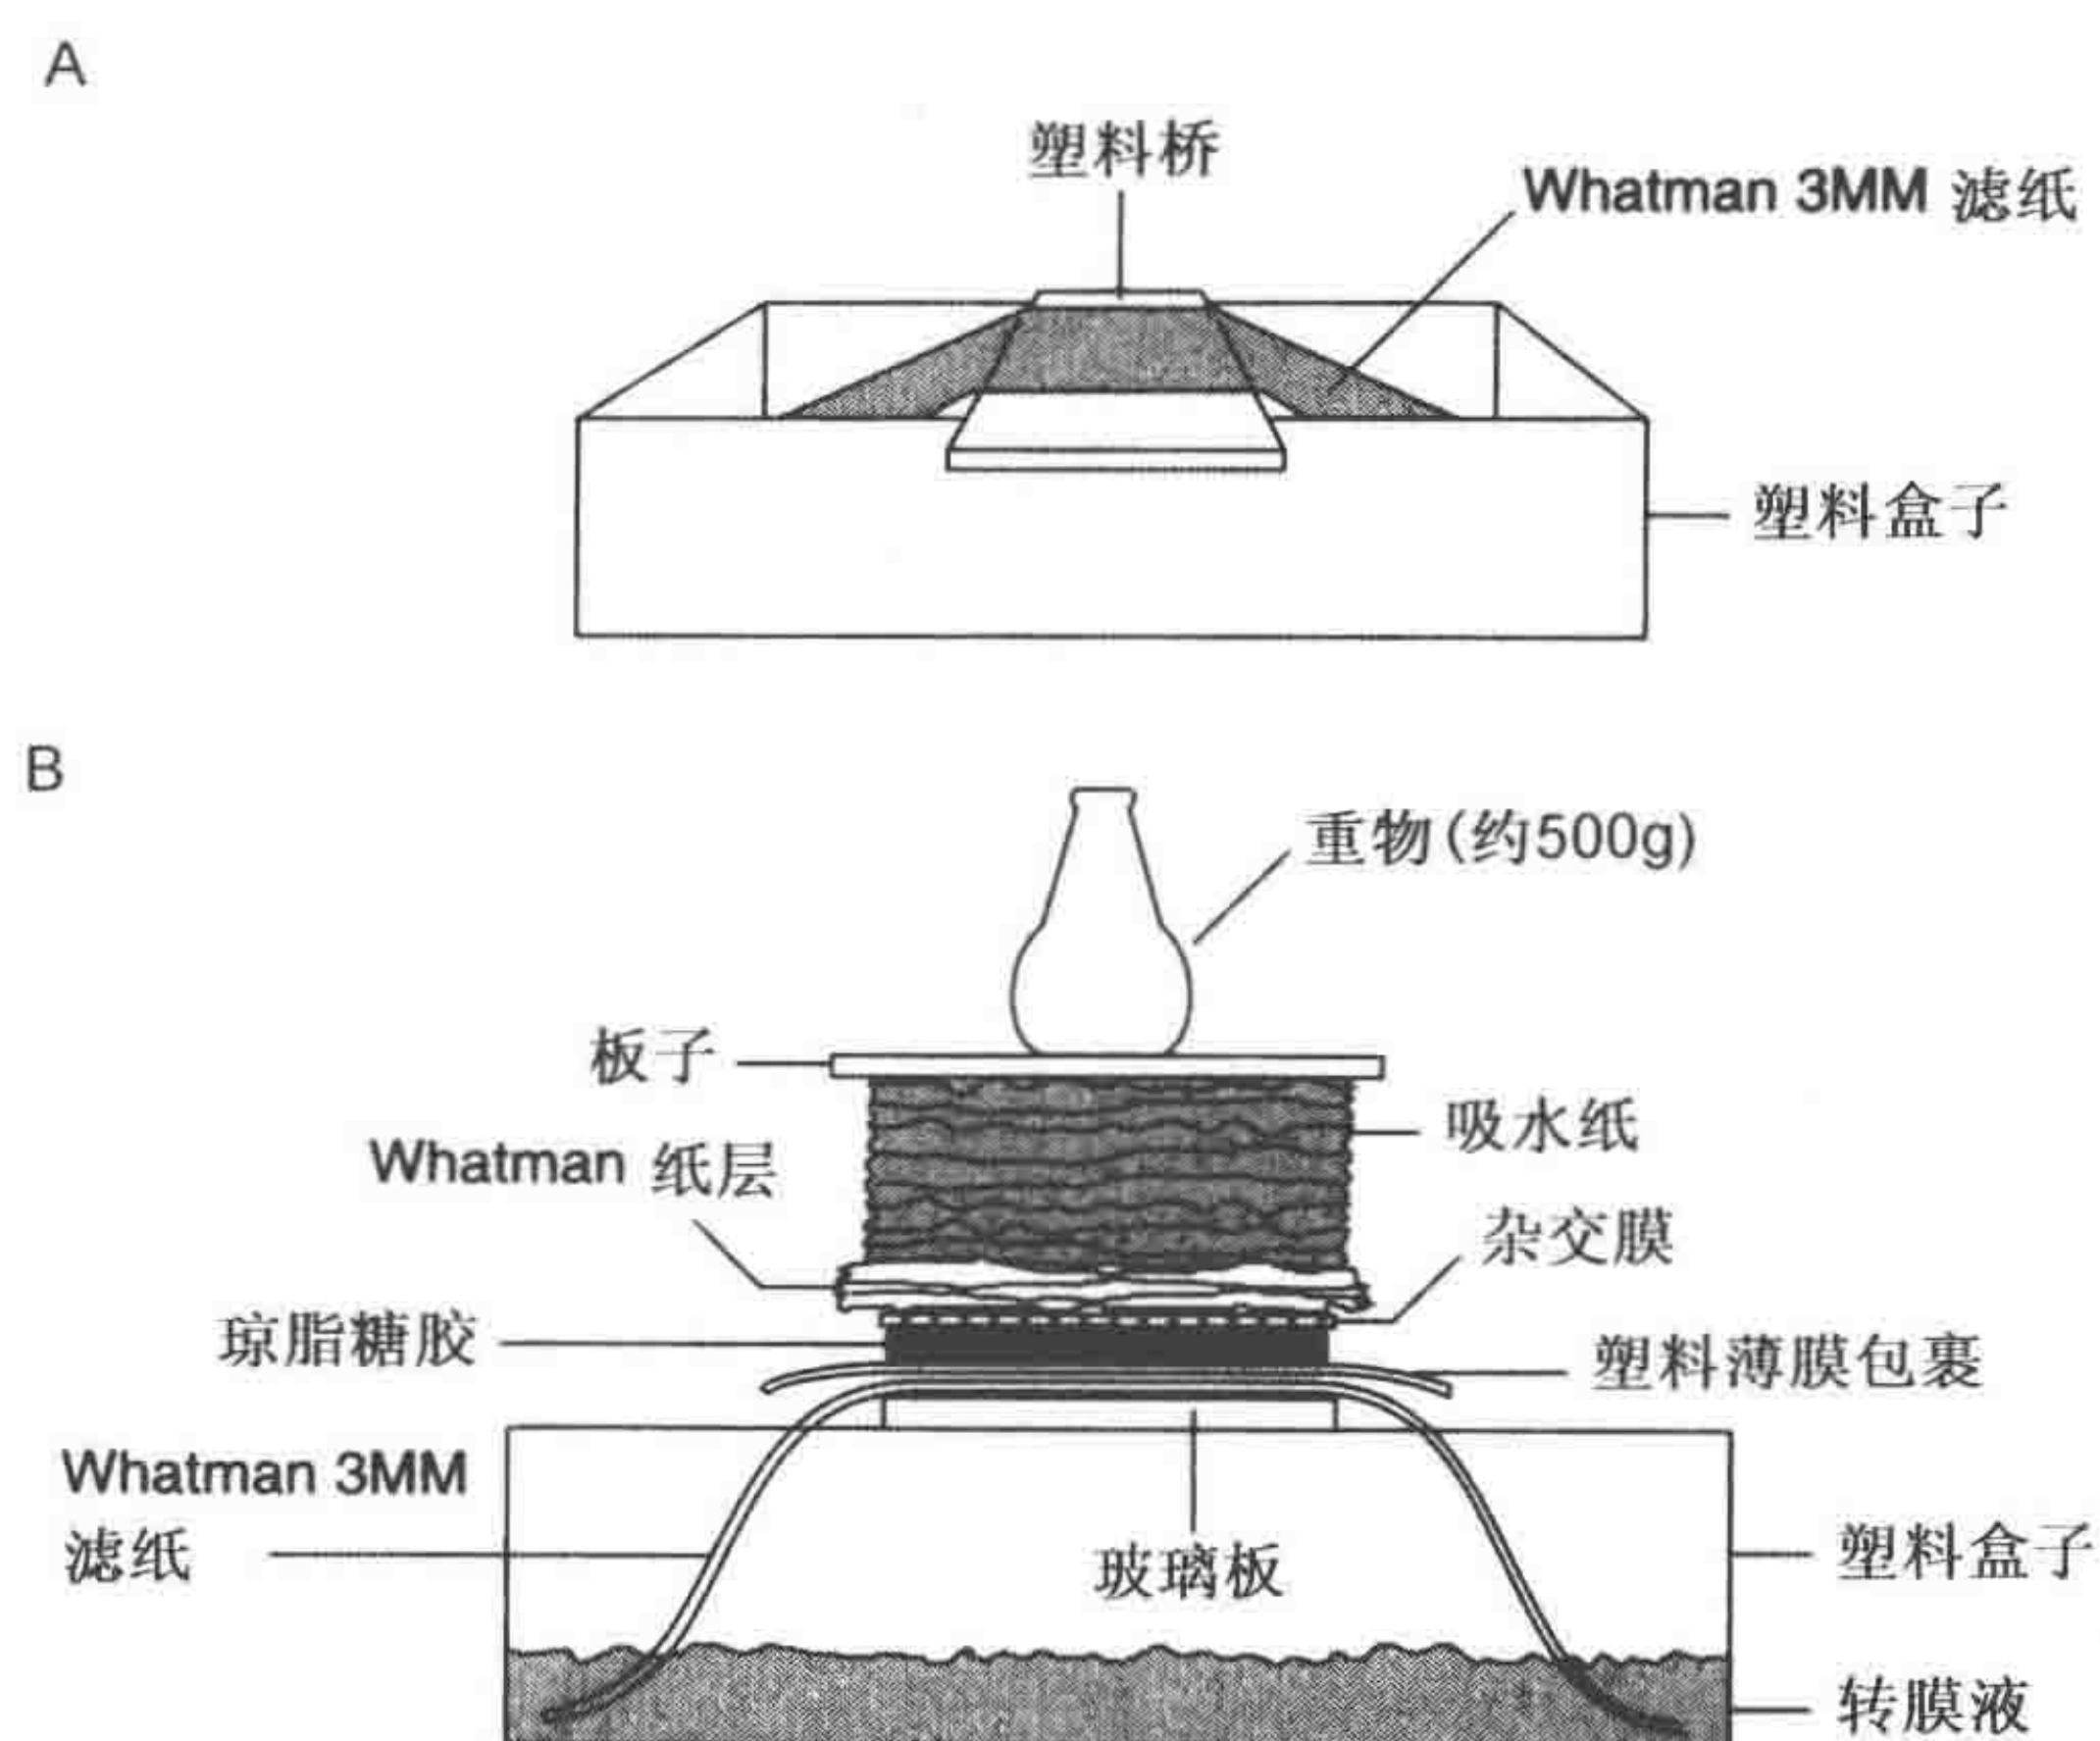 A
塑料桥
Whatman 3MM 滤纸
塑料盒子
B
重物(约500g)
板子
吸水纸
Whatman 纸层
杂交膜
琼脂糖胶
塑料薄膜包裹
Whatman 3MM
滤纸
玻璃板
塑料盒子
转膜液